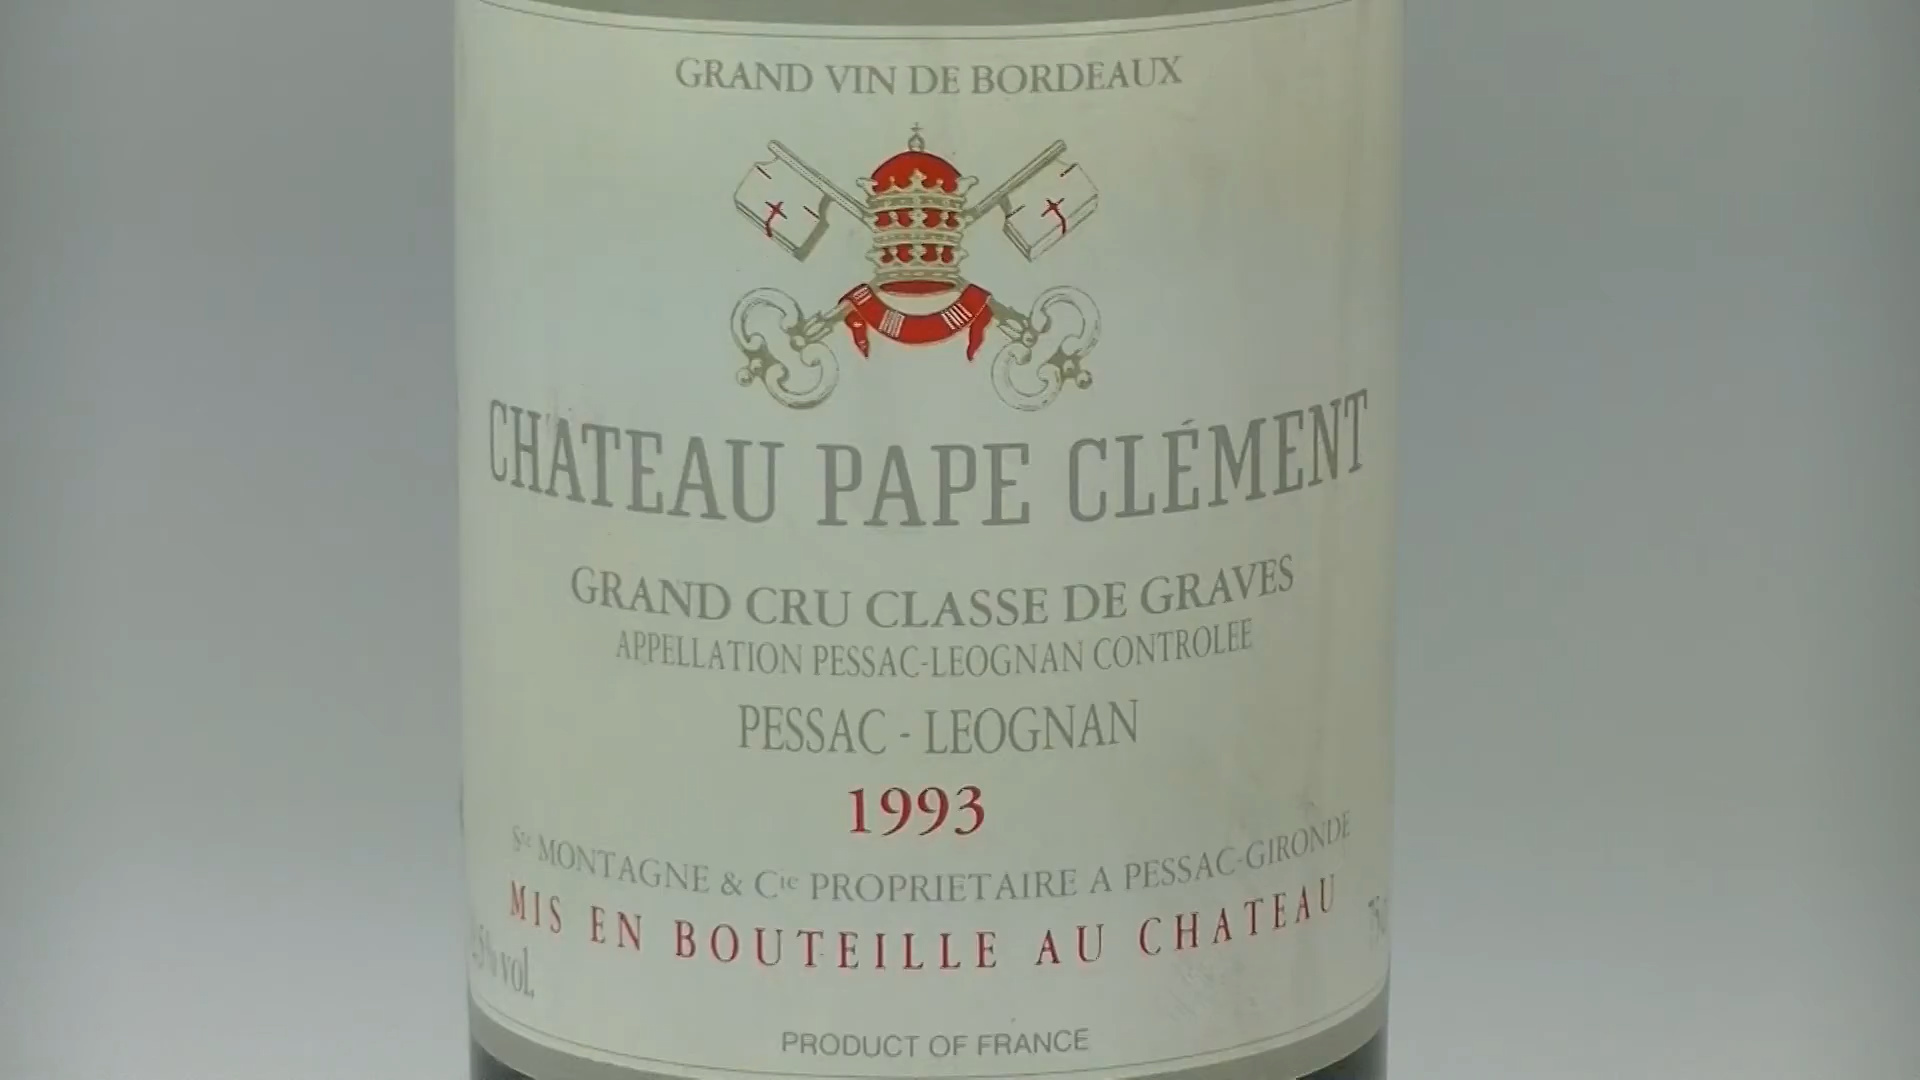 GRAND VIN DE BORDEAUX
CHATEAU PAPE CLÉMENT
GRAND CRU CLASSE DE GRAVES
APPELLATION PESSAC-LEOGNAN CONTROLEE
PESSAC - LEOGNAN
1993
Ste MONTAGNE & Cie PROPRIETAIRE A PESSAC-GIRONDE
MIS EN BOUTEILLE AU CHATEAU
vol.
PRODUCT OF FRANCE